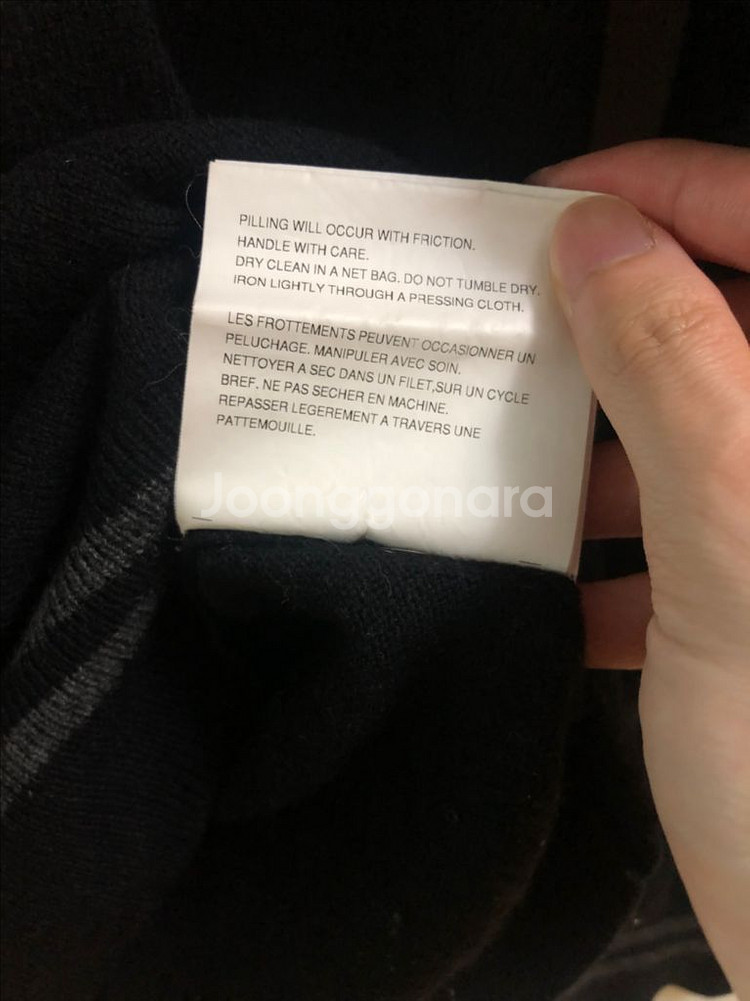 PILLING WILL OCCUR WITH FRICTION.
HANDLE WITH CARE.
DRY CLEAN IN A NET BAG. DO NOT TUMBLE DRY.
IRON LIGHTLY THROUGH A PRESSING CLOTH.
LES FROTTEMENTS PEUVENT OCCASIONNER UN
PELUCHAGE. MANIPULER AVEC SOIN.
NETTOYER A SEC DANS UN FILET,SUR UN CYCLE
BREF. NE PAS SECHER EN MACHINE.
REPASSER LEGEREMENT A TRAVERS UNE
PATTEMOUILLE.
Joonggonara